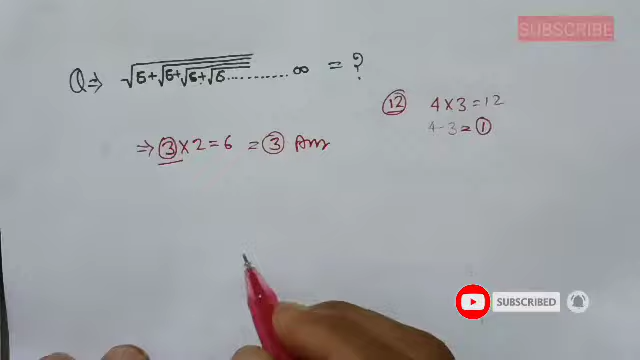 SUBSCRIBE
Q⇒ √6+√6+√6+√6.............∞ = ?
12 4×3=12
4-3=1
⇒ 3×2=6 =3 Ans
SUBSCRIBED